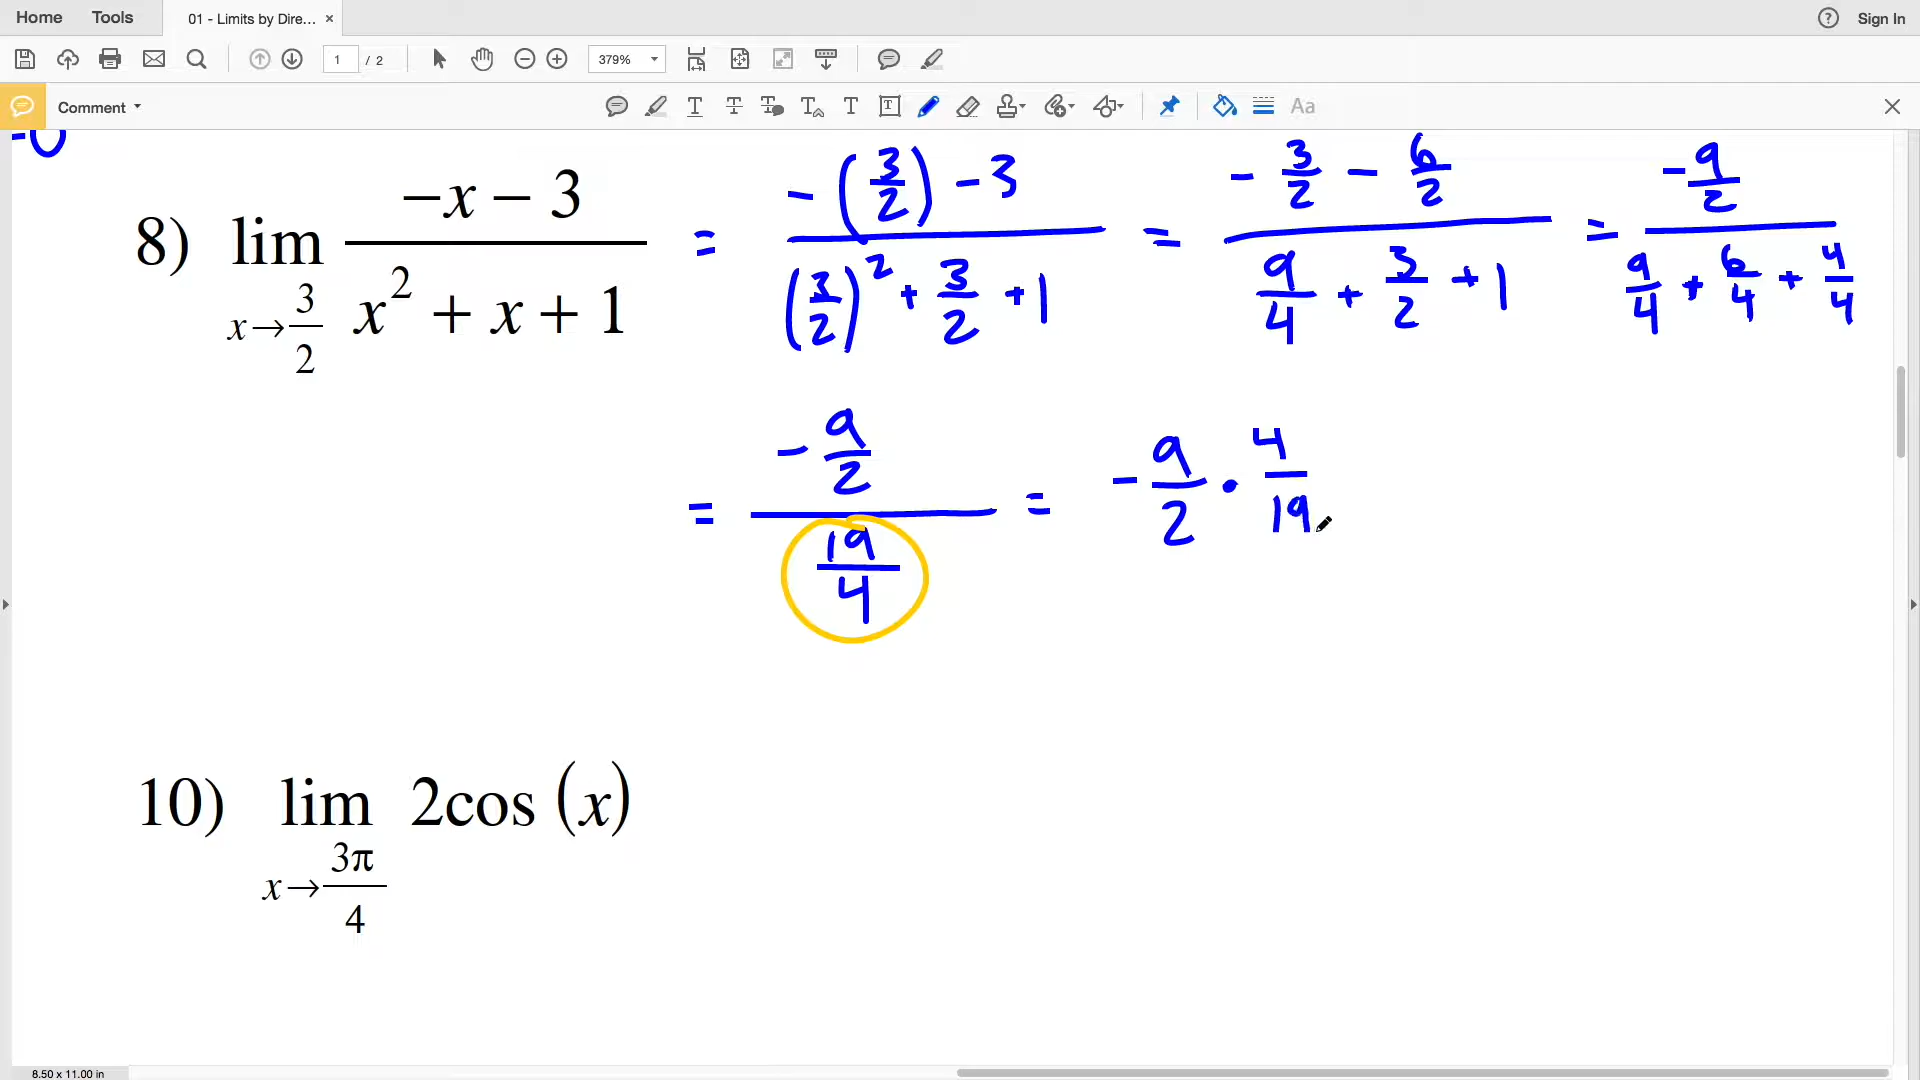 Home Tools 01 - Limits by Dire... × ? Sign In
1 / 2 379%
Comment T T T T T T Aa
-0
8) lim_{x→3/2} (−x − 3)/(x² + x + 1) = (-(3/2) - 3)/((3/2)² + 3/2 + 1) = (-3/2 - 6/2)/(9/4 + 3/2 + 1) = (-9/2)/(9/4 + 6/4 + 4/4)
= (-9/2)/(19/4) = -9/2 · 4/19
10) lim_{x→3π/4} 2cos (x)
8.50 x 11.00 in